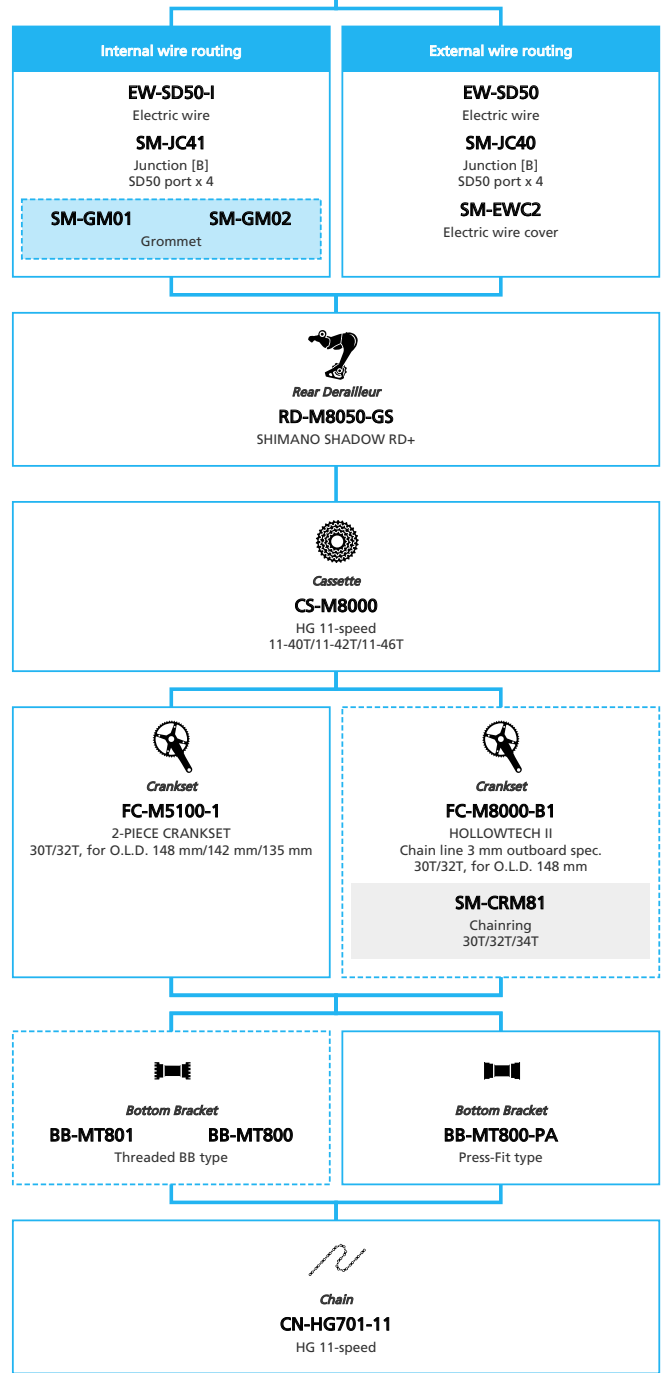 Internal wire routing
EW-SD50-I
Electric wire
SM-JC41
Junction [B]
SD50 port x 4
SM-GM01 SM-GM02
Grommet
External wire routing
EW-SD50
Electric wire
SM-JC40
Junction [B]
SD50 port x 4
SM-EWC2
Electric wire cover
Rear Derailleur
RD-M8050-GS
SHIMANO SHADOW RD+
Cassette
CS-M8000
HG 11-speed
11-40T/11-42T/11-46T
Crankset
FC-M5100-1
2-PIECE CRANKSET
30T/32T, for O.L.D. 148 mm/142 mm/135 mm
Crankset
FC-M8000-B1
HOLLOWTECH II
Chain line 3 mm outboard spec.
30T/32T, for O.L.D. 148 mm
SM-CRM81
Chainring
30T/32T/34T
Bottom Bracket
BB-MT801 BB-MT800
Threaded BB type
Bottom Bracket
BB-MT800-PA
Press-Fit type
Chain
CN-HG701-11
HG 11-speed